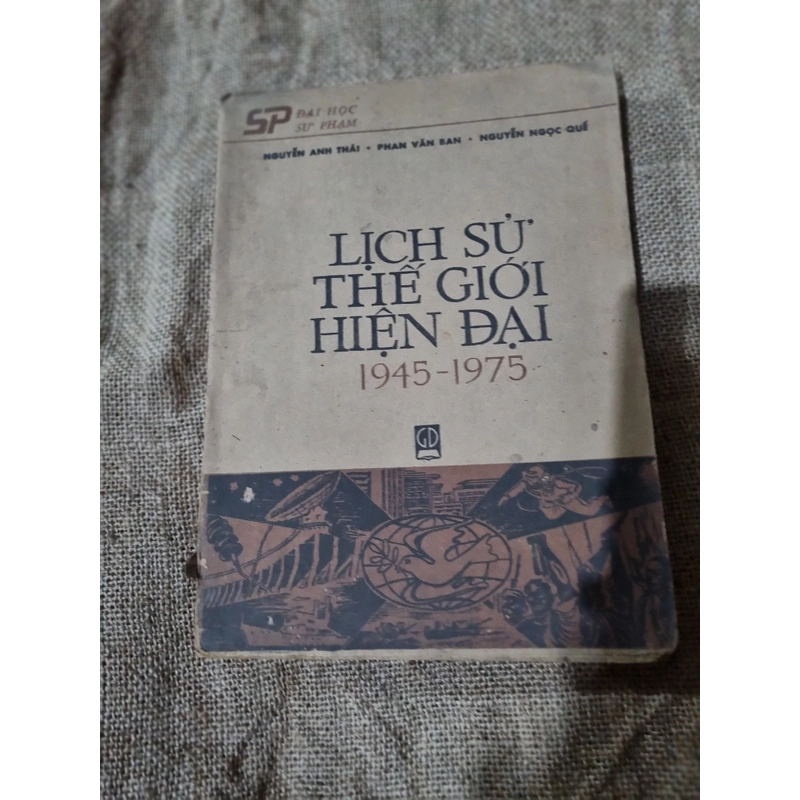 SP ĐẠI HỌC
SƯ PHẠM
NGUYỄN ANH THÁI • PHAN VĂN BAN • NGUYỄN NGỌC QUẾ
LỊCH SỬ
THẾ GIỚI
HIỆN ĐẠI
1945-1975
GD